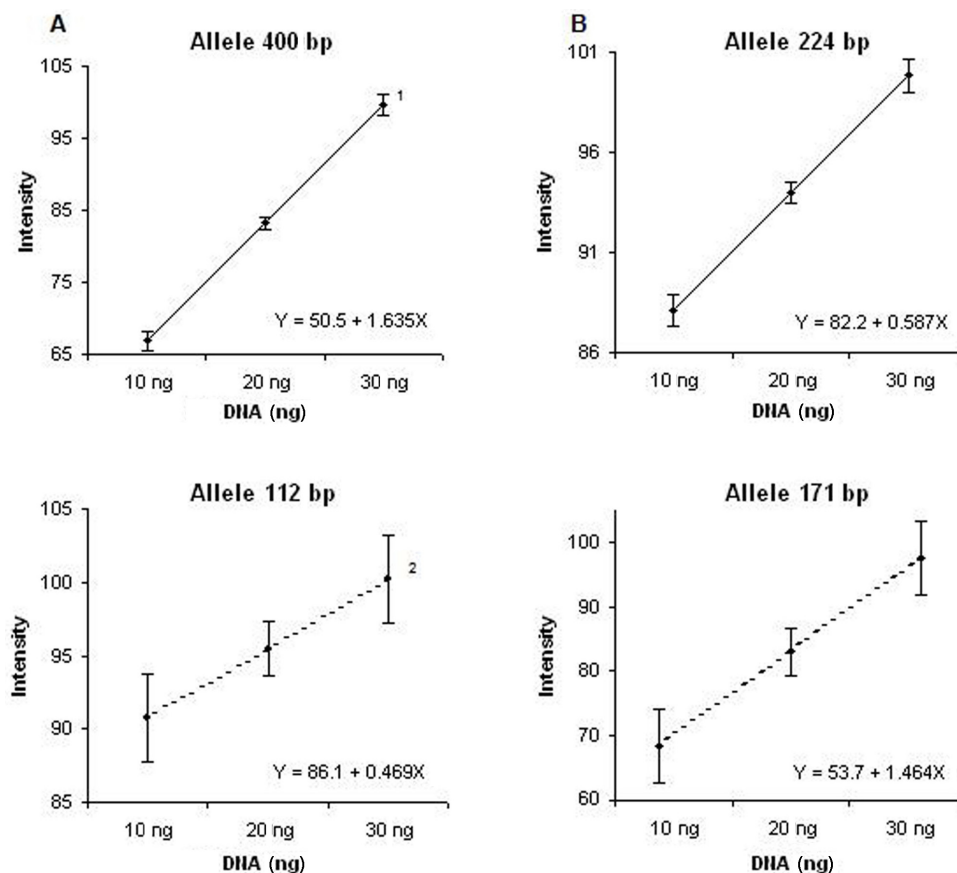 A
Allele 400 bp
105
95
85
75
65
Intensity
1
Y = 50.5 + 1.635X
10 ng 20 ng 30 ng
DNA (ng)
B
Allele 224 bp
101
96
91
86
Intensity
Y = 82.2 + 0.587X
10 ng 20 ng 30 ng
DNA (ng)
Allele 112 bp
105
100
95
90
85
Intensity
2
Y = 86.1 + 0.469X
10 ng 20 ng 30 ng
DNA (ng)
Allele 171 bp
100
90
80
70
60
Intensity
Y = 53.7 + 1.464X
10 ng 20 ng 30 ng
DNA (ng)